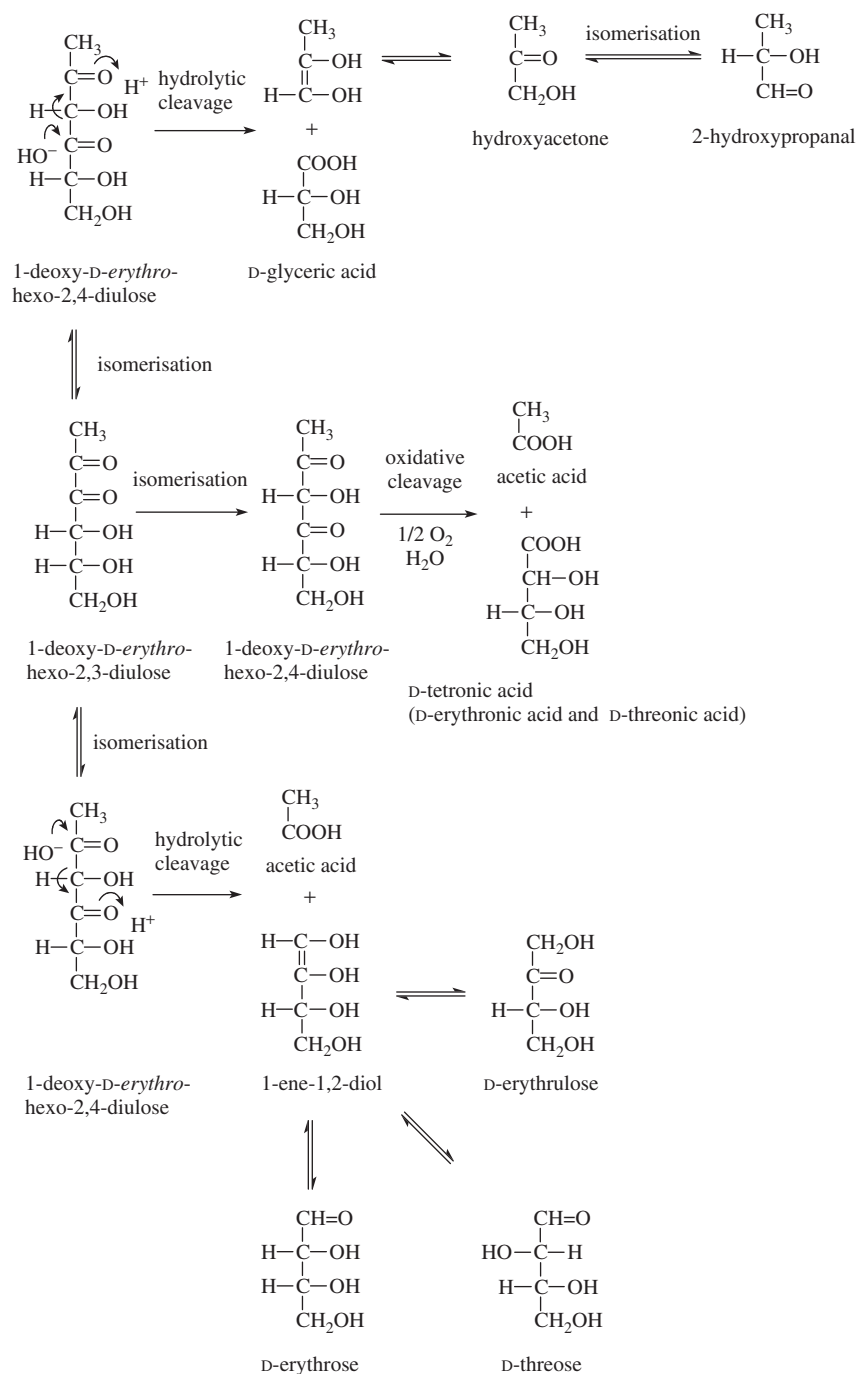 CH3
C=O
H+
H–C–OH
HO– C=O
H–C–OH
CH2OH
1-deoxy-D-erythro-
hexo-2,4-diulose
hydrolytic
cleavage
CH3
C–OH
H–C–OH
+
COOH
H–C–OH
CH2OH
D-glyceric acid
CH3
C=O
CH2OH
hydroxyacetone
isomerisation
CH3
H–C–OH
CH=O
2-hydroxypropanal
isomerisation
CH3
C=O
C=O
H–C–OH
H–C–OH
CH2OH
1-deoxy-D-erythro-
hexo-2,3-diulose
isomerisation
CH3
C=O
H–C–OH
C=O
H–C–OH
CH2OH
1-deoxy-D-erythro-
hexo-2,4-diulose
oxidative
cleavage
1/2 O2
H2O
CH3
COOH
acetic acid
+
COOH
CH–OH
H–C–OH
CH2OH
D-tetronic acid
(D-erythronic acid and D-threonic acid)
isomerisation
CH3
HO– C=O
H–C–OH
C=O
H+
H–C–OH
CH2OH
1-deoxy-D-erythro-
hexo-2,4-diulose
hydrolytic
cleavage
CH3
COOH
acetic acid
+
H–C–OH
C–OH
H–C–OH
CH2OH
1-ene-1,2-diol
CH2OH
C=O
H–C–OH
CH2OH
D-erythrulose
CH=O
H–C–OH
H–C–OH
CH2OH
D-erythrose
CH=O
HO–C–H
H–C–OH
CH2OH
D-threose